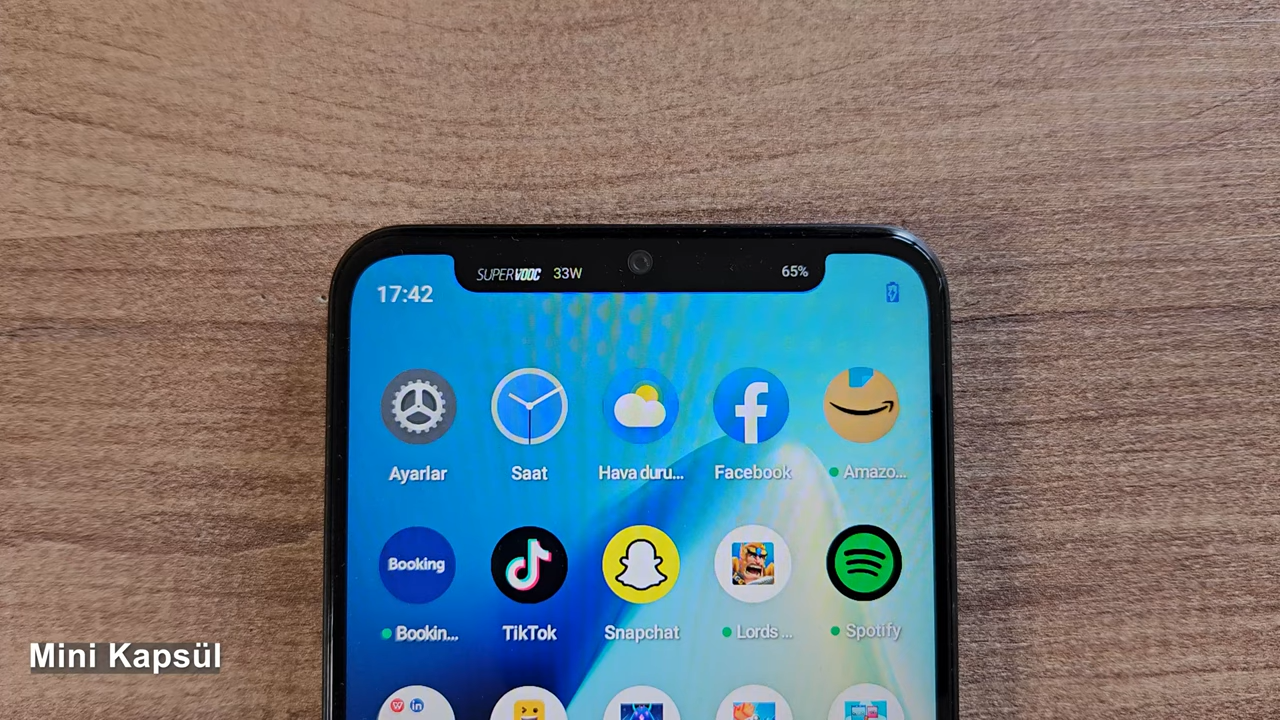 SUPERVOOC 33W 65%
17:42
Ayarlar Saat Hava duru... Facebook Amazo...
Booking
Bookin... TikTok Snapchat Lords ... Spotify
W in
Mini Kapsül